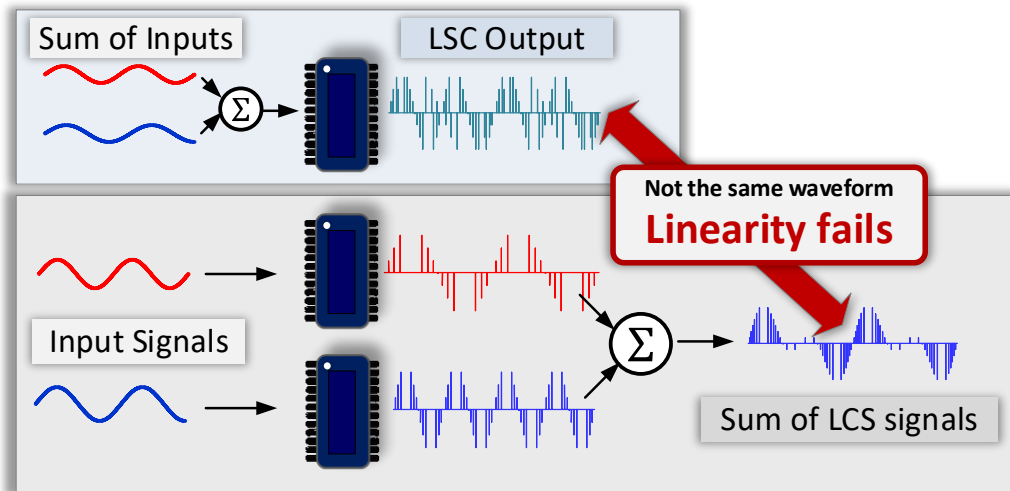 Sum of Inputs
LSC Output
Σ
Not the same waveform
Linearity fails
Input Signals
Σ
Sum of LCS signals